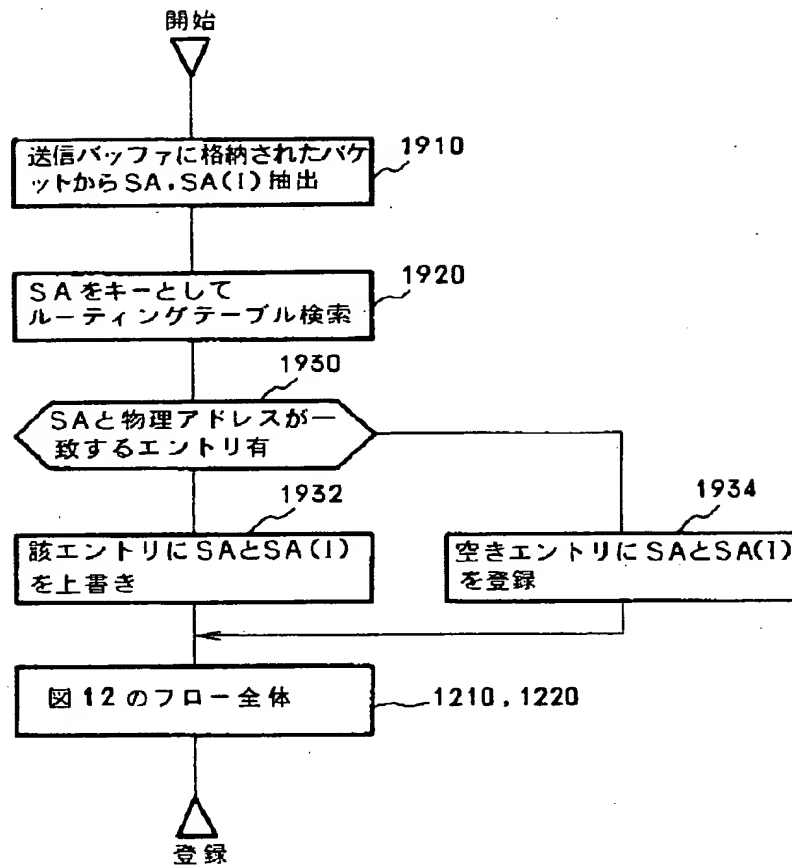 開始
送信バッファに格納されたパケ
ットからSA,SA(I)抽出
1910
SAをキーとして
ルーティングテーブル検索
1920
1930
SAと物理アドレスが一
致するエントリ有
1932
該エントリにSAとSA(I)
を上書き
1934
空きエントリにSAとSA(I)
を登録
図12のフロー全体
1210,1220
登録